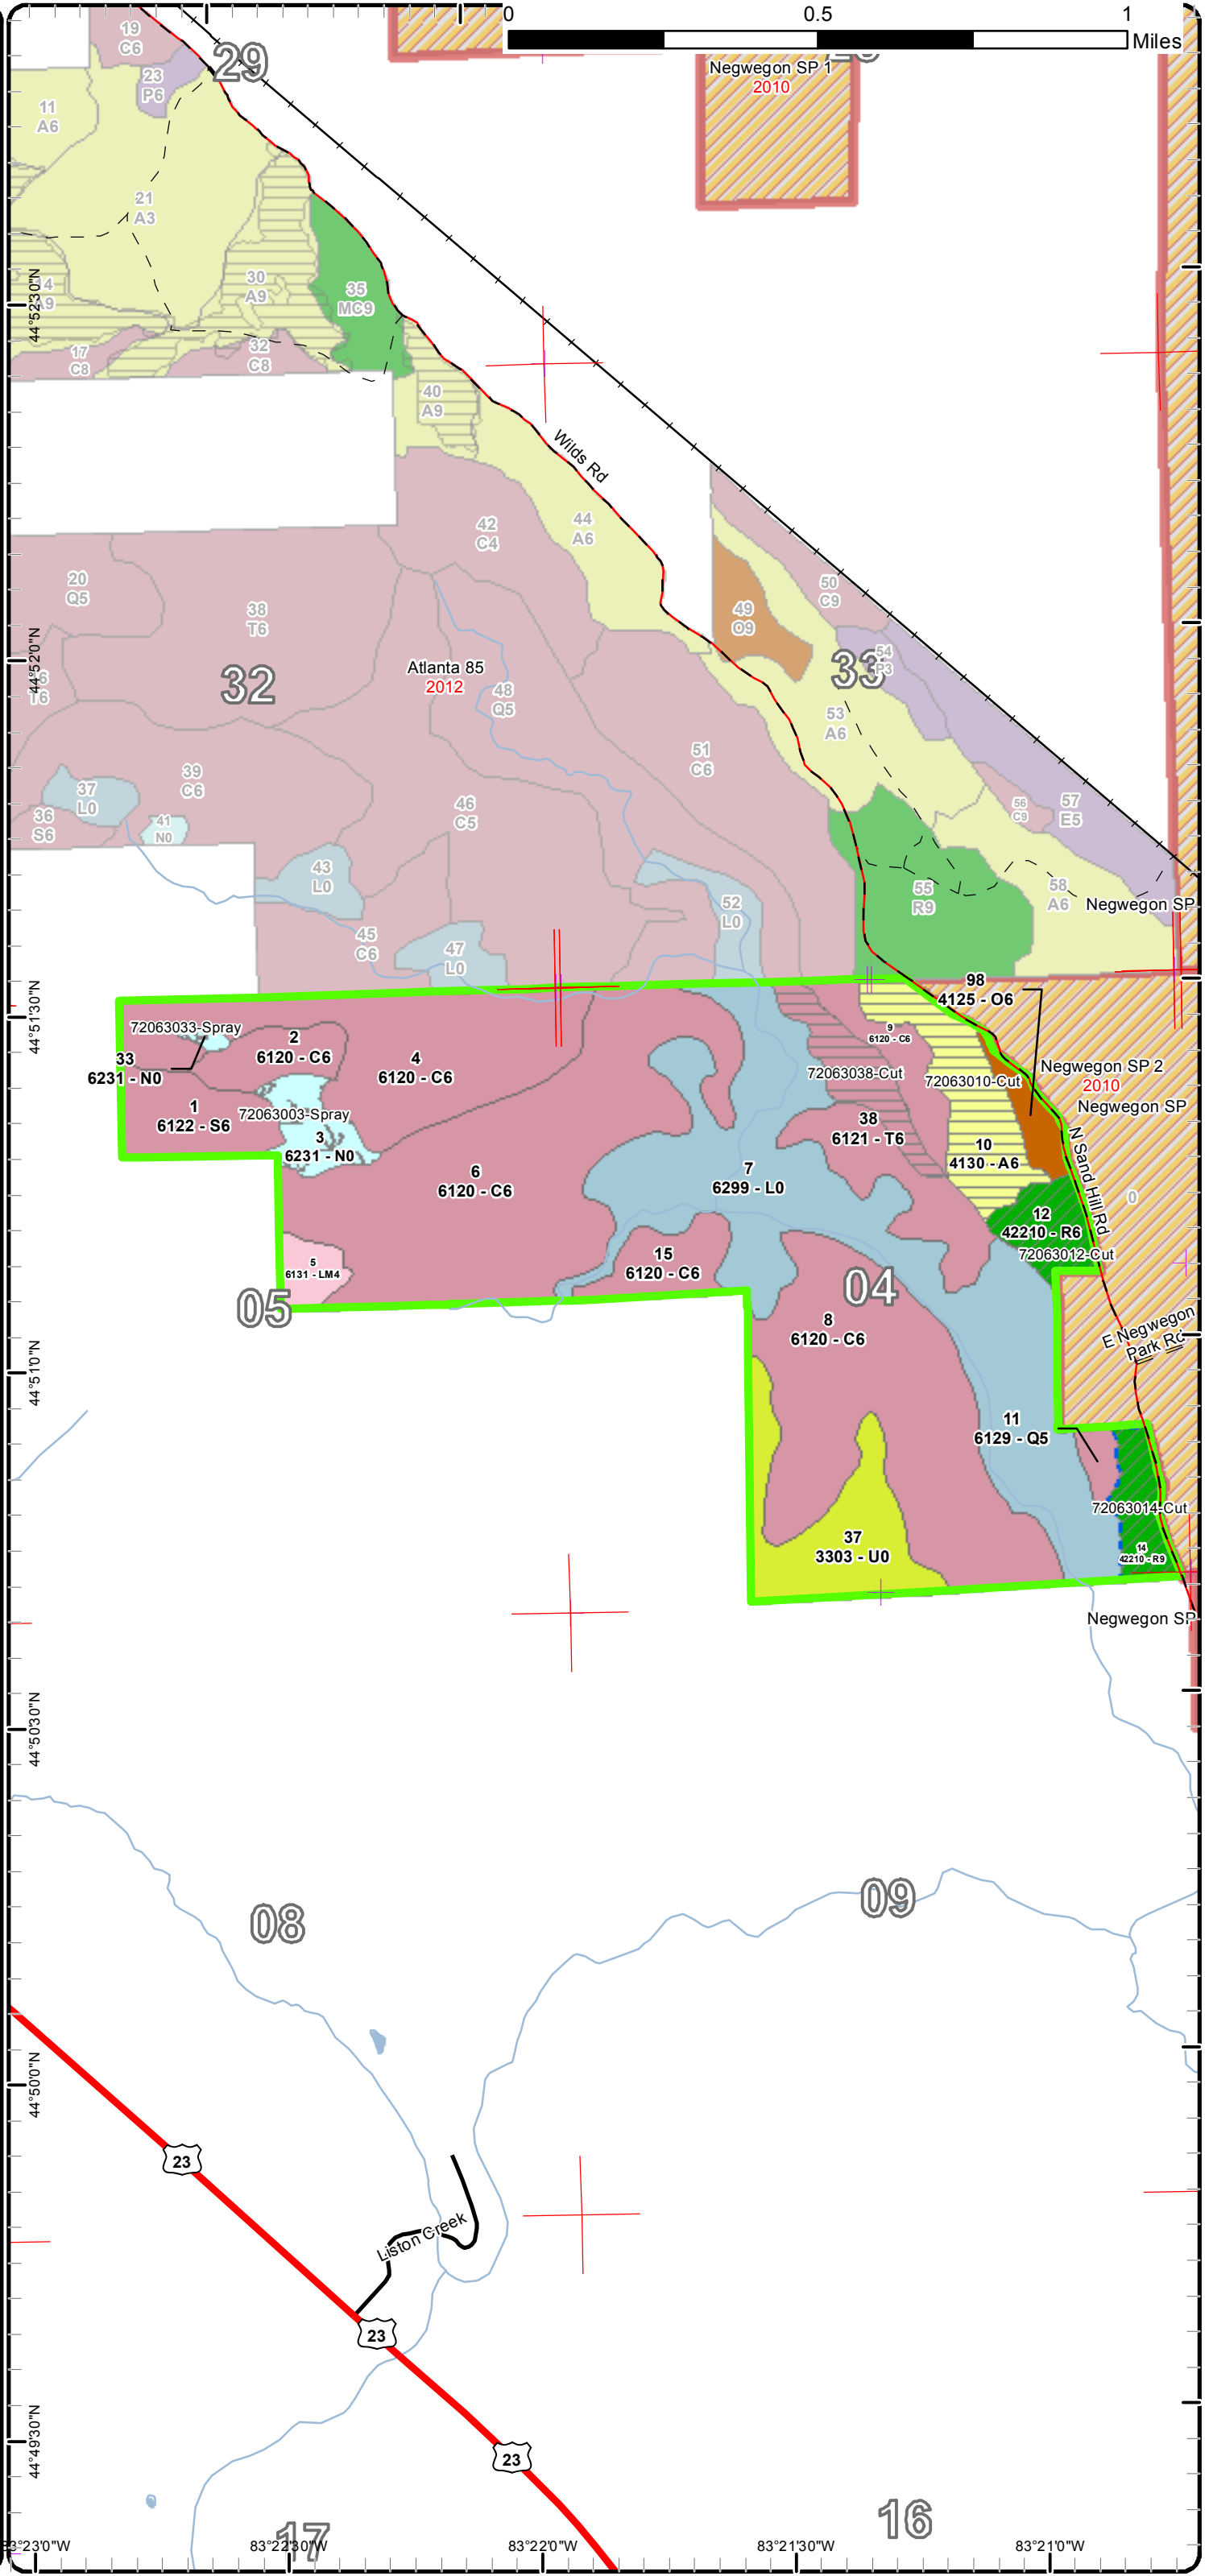 0
0.5
1
Miles
19
C6
29
23
P6
Negwegon SP 1
2010
11
A6
21
A3
30
A9
35
MC9
44°52'30"N
17
C8
32
C8
40
A9
Wilds Rd
42
C4
44
A6
20
Q5
38
T6
50
C9
49
O9
54
P3
44°52'0"N
32
Atlanta 85
2012
33
48
Q5
53
A6
51
C6
39
C6
37
L0
36
S6
41
N0
46
C5
56
C9
57
E5
43
L0
55
R9
58
A6
52
L0
Negwegon SP
45
C6
47
L0
98
4125 - O6
44°51'30"N
72063033-Spray
2
6120 - C6
9
6120 - C6
33
6231 - N0
4
6120 - C6
72063038-Cut
72063010-Cut
Negwegon SP 2
2010
Negwegon SP
1
6122 - S6
72063003-Spray
3
6231 - N0
38
6121 - T6
10
4130 - A6
N Sand Hill Rd
6
6120 - C6
7
6299 - L0
0
12
42210 - R6
72063012-Cut
5
6131 - LM4
15
6120 - C6
05
04
8
6120 - C6
E Negwegon
Park Rd
44°51'0"N
11
6129 - Q5
72063014-Cut
37
3303 - U0
14
42210 - R9
Negwegon SP
44°50'30"N
08
09
44°50'0"N
23
Liston Creek
23
44°49'30"N
23
17
16
83°22'30"W
83°22'0"W
83°21'30"W
83°21'0"W